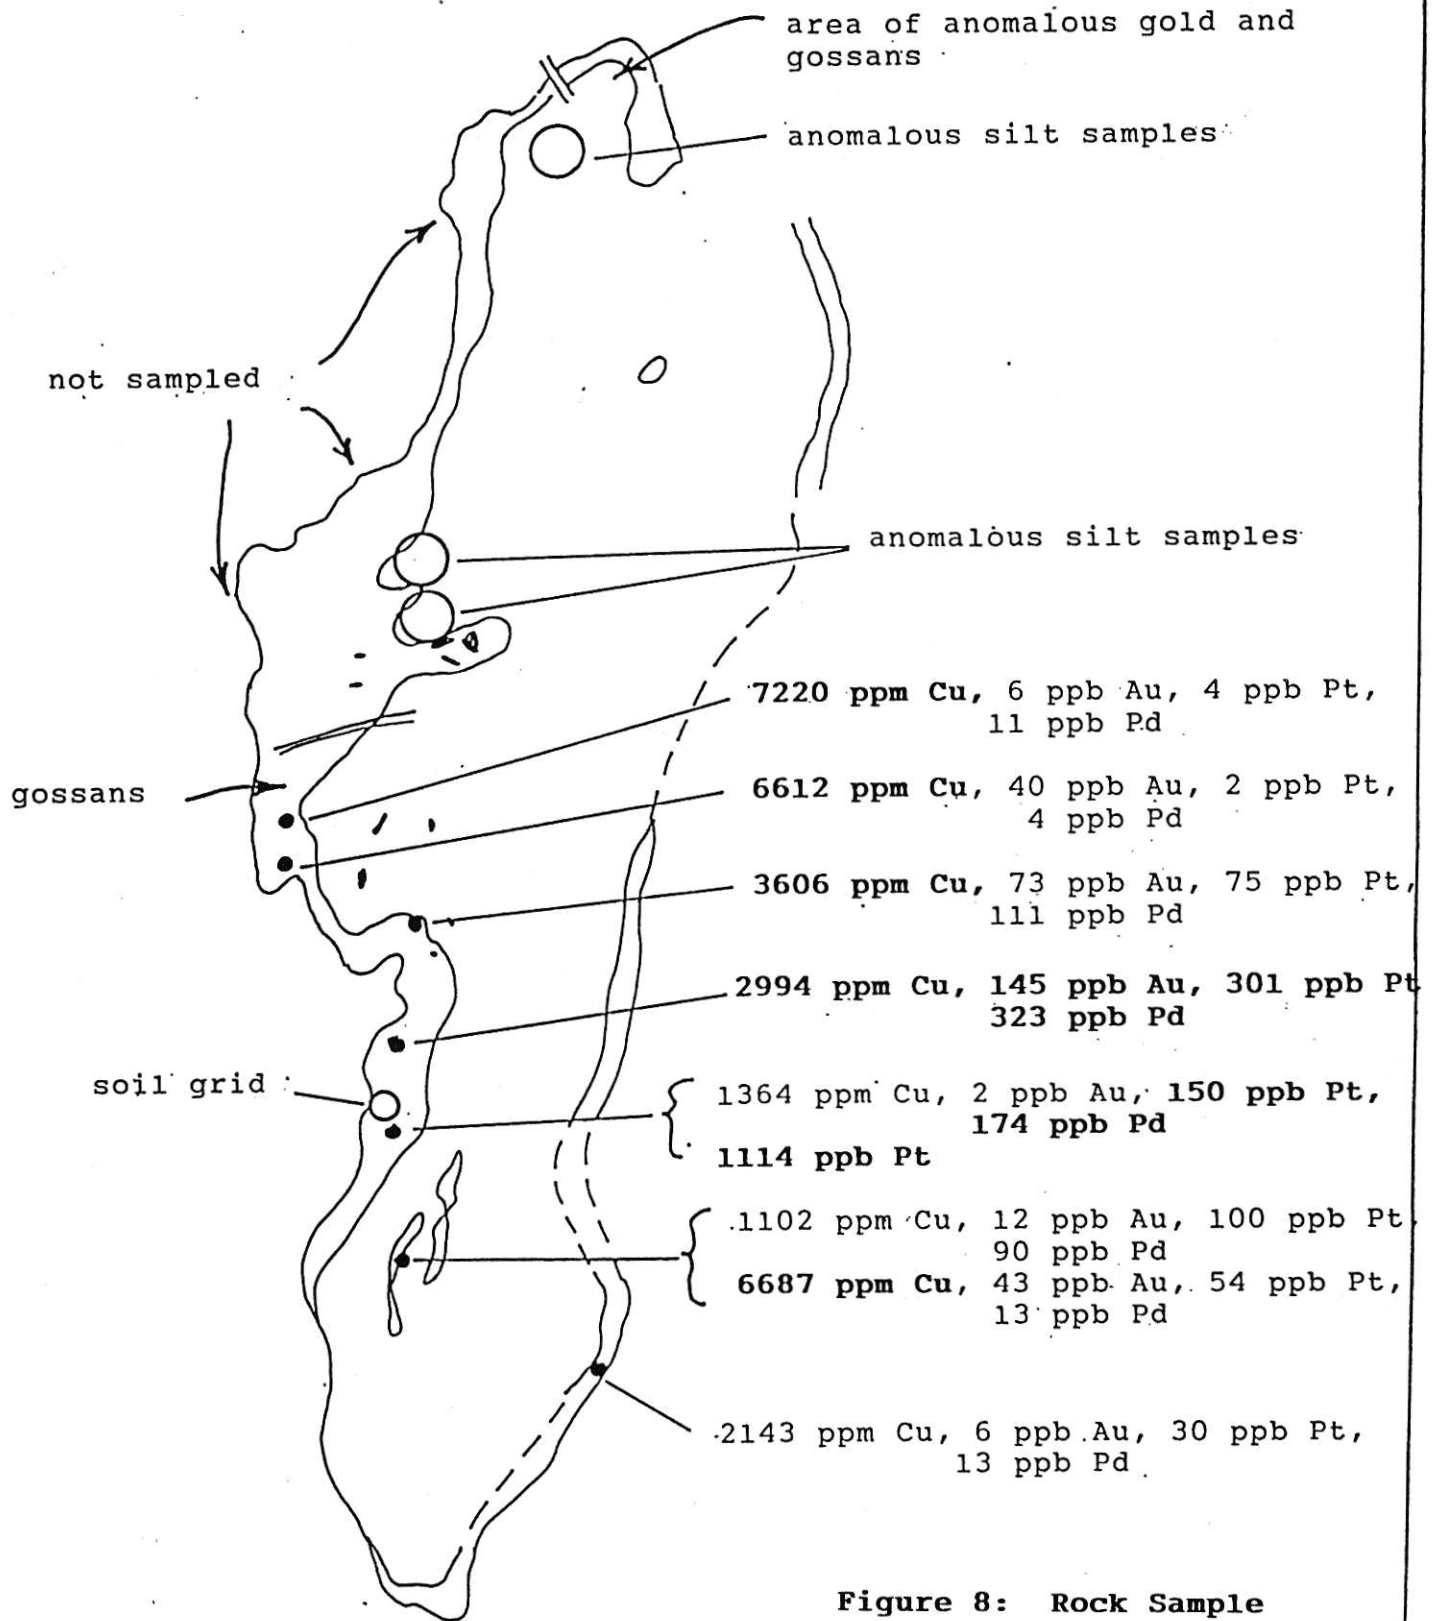 area of anomalous gold and
gossans
anomalous silt samples
not sampled
anomalous silt samples
7220 ppm Cu, 6 ppb Au, 4 ppb Pt,
11 ppb Pd
gossans
6612 ppm Cu, 40 ppb Au, 2 ppb Pt,
4 ppb Pd
3606 ppm Cu, 73 ppb Au, 75 ppb Pt,
111 ppb Pd
2994 ppm Cu, 145 ppb Au, 301 ppb Pt
323 ppb Pd
soil grid
1364 ppm Cu, 2 ppb Au, 150 ppb Pt,
174 ppb Pd
1114 ppb Pt
1102 ppm Cu, 12 ppb Au, 100 ppb Pt,
90 ppb Pd
6687 ppm Cu, 43 ppb Au, 54 ppb Pt,
13 ppb Pd
2143 ppm Cu, 6 ppb Au, 30 ppb Pt,
13 ppb Pd
Figure 8: Rock Sample